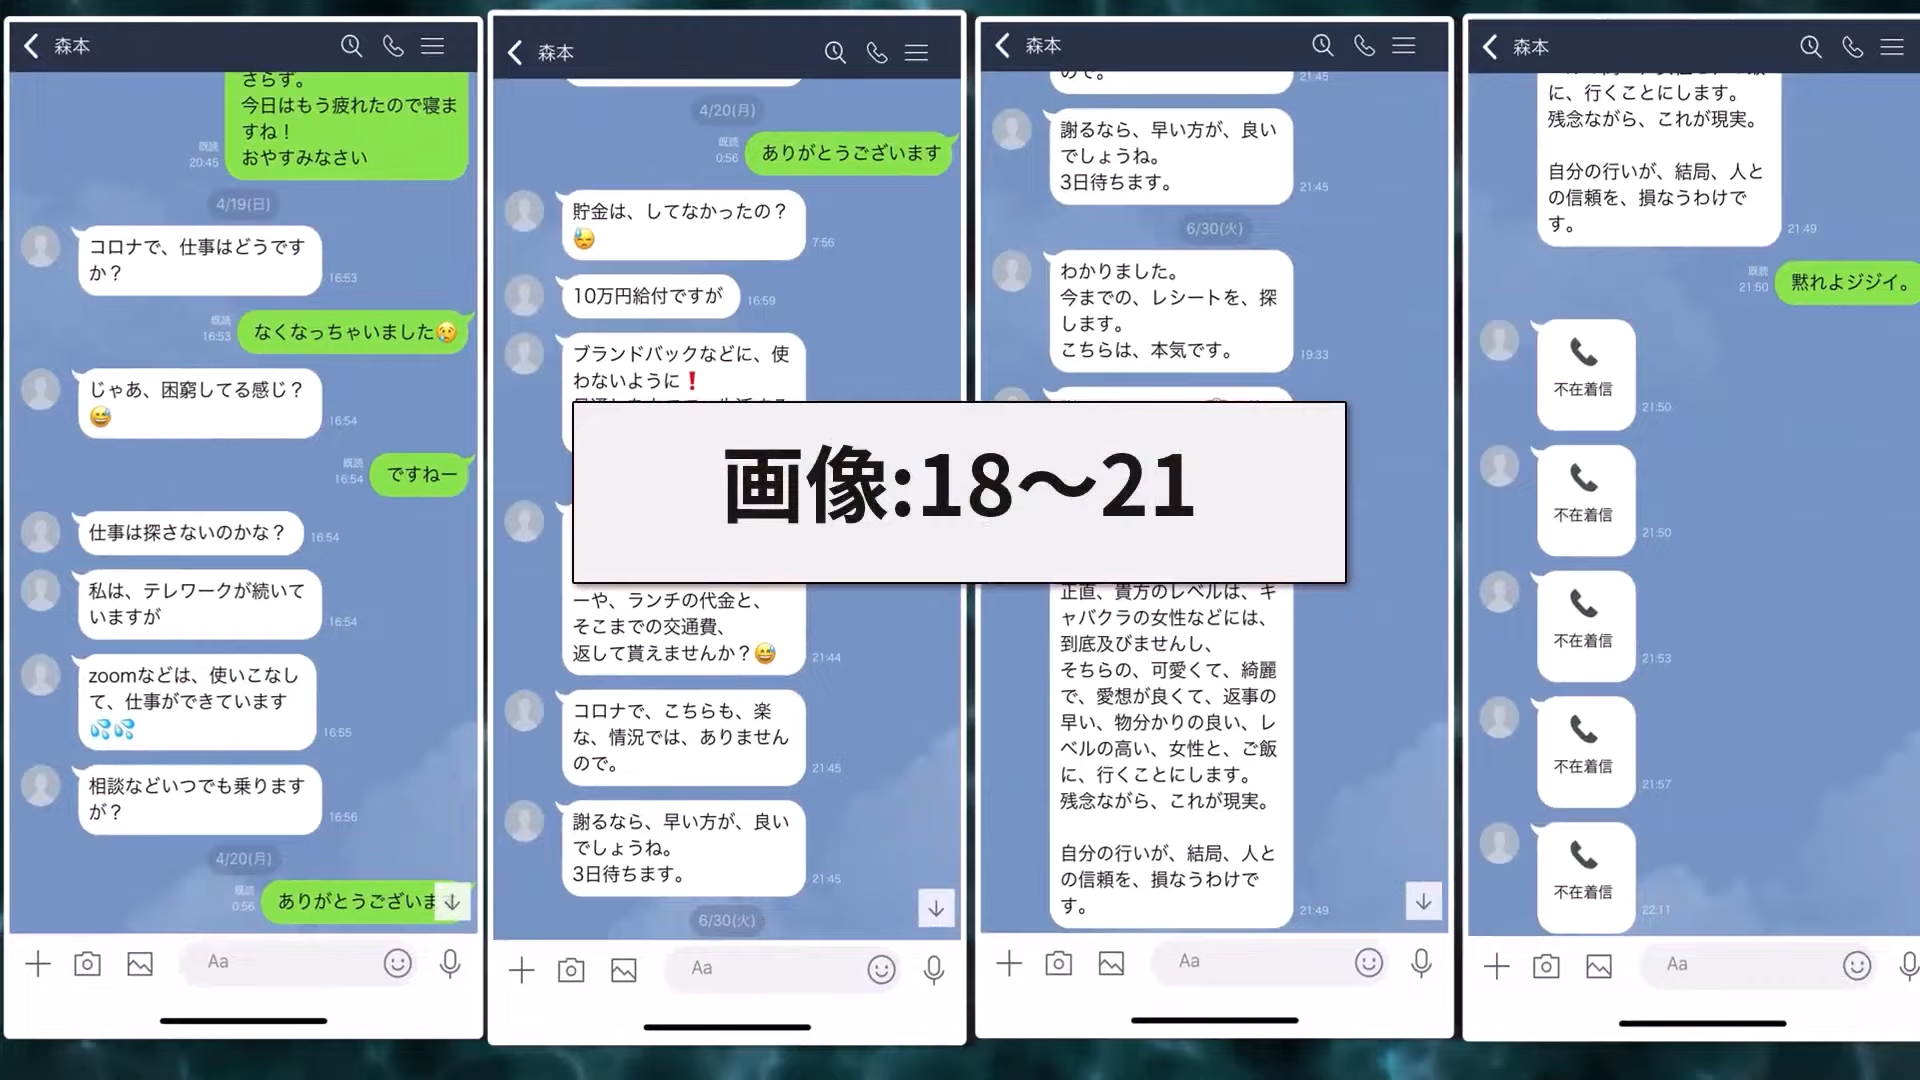 森本
さらず。
今日はもう疲れたので寝ま
すね！
おやすみなさい
既読
20:45
4/19(日)
コロナで、仕事はどうです
か？
16:53
既読
16:53
なくなっちゃいました😢
じゃあ、困窮してる感じ？
😅
16:54
既読
16:54
ですねー
仕事は探さないのかな？
16:54
私は、テレワークが続いて
いますが
16:54
zoomなどは、使いこなし
て、仕事ができています
💦💦
16:55
相談などいつでも乗ります
が？
16:56
4/20(月)
既読
0:56
ありがとうございま
Aa
森本
4/20(月)
既読
0:56
ありがとうございます
貯金は、してなかったの？
😓
7:56
10万円給付ですが
16:59
ブランドバックなどに、使
わないように❗
ーや、ランチの代金と、
そこまでの交通費、
返して貰えませんか？😅
21:44
コロナで、こちらも、楽
な、情況では、ありません
ので。
21:45
謝るなら、早い方が、良い
でしょうね。
3日待ちます。
21:45
6/30(火)
Aa
森本
ので。
21:45
謝るなら、早い方が、良い
でしょうね。
3日待ちます。
21:45
6/30(火)
わかりました。
今までの、レシートを、探
します。
こちらは、本気です。
19:33
正直、貴方のレベルは、キ
ャバクラの女性などには、
到底及びませんし、
そちらの、可愛くて、綺麗
で、愛想が良くて、返事の
早い、物分かりの良い、レ
ベルの高い、女性と、ご飯
に、行くことにします。
残念ながら、これが現実。
自分の行いが、結局、人と
の信頼を、損なうわけで
す。
21:49
Aa
森本
に、行くことにします。
残念ながら、これが現実。
自分の行いが、結局、人と
の信頼を、損なうわけで
す。
21:49
既読
21:50
黙れよジジイ。
不在着信
21:50
不在着信
21:50
不在着信
21:53
不在着信
21:57
不在着信
22:11
Aa
画像:18〜21